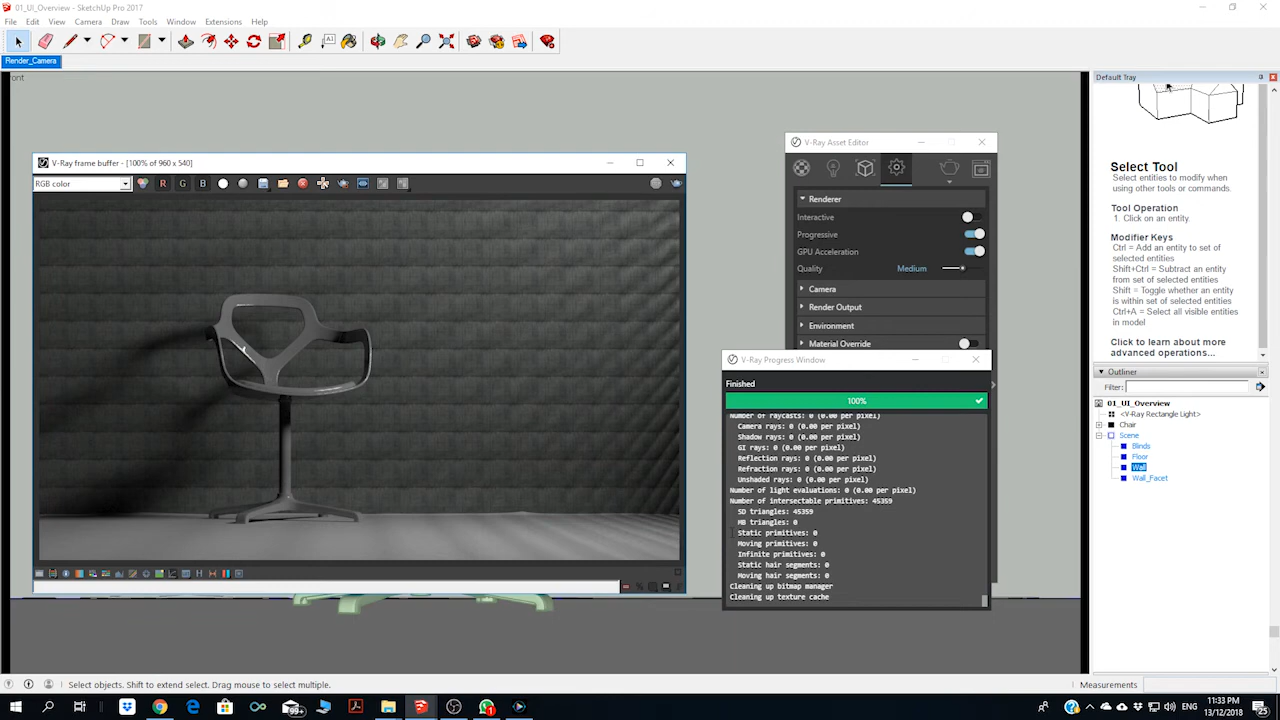 01_UI_Overview - SketchUp Pro 2017
File Edit View Camera Draw Tools Window Extensions Help
Render_Camera
ont
V-Ray frame buffer - [100% of 960 x 540]
RGB color
R G B
V-Ray Asset Editor
Renderer
Interactive
Progressive
GPU Acceleration
Quality Medium
Camera
Render Output
Environment
Material Override
V-Ray Progress Window
Finished
100%
Number of raycasts: 0 (0.00 per pixel)
Camera rays: 0 (0.00 per pixel)
Shadow rays: 0 (0.00 per pixel)
GI rays: 0 (0.00 per pixel)
Reflection rays: 0 (0.00 per pixel)
Refraction rays: 0 (0.00 per pixel)
Unshaded rays: 0 (0.00 per pixel)
Number of light evaluations: 0 (0.00 per pixel)
Number of intersectable primitives: 45359
SD triangles: 45359
MB triangles: 0
Static primitives: 0
Moving primitives: 0
Infinite primitives: 0
Static hair segments: 0
Moving hair segments: 0
Cleaning up bitmap manager
Cleaning up texture cache
Default Tray
Select Tool
Select entities to modify when
using other tools or commands.
Tool Operation
1. Click on an entity.
Modifier Keys
Ctrl = Add an entity to set of
selected entities
Shift+Ctrl = Subtract an entity
from set of selected entities
Shift = Toggle whether an entity
is within set of selected entities
Ctrl+A = Select all visible entities
in model
Click to learn about more
advanced operations...
Outliner
Filter:
01_UI_Overview
<V-Ray Rectangle Light>
Chair
Scene
Blinds
Floor
Wall
Wall_Facet
Select objects. Shift to extend select. Drag mouse to select multiple.
Measurements
ENG
11:33 PM
13/12/2018